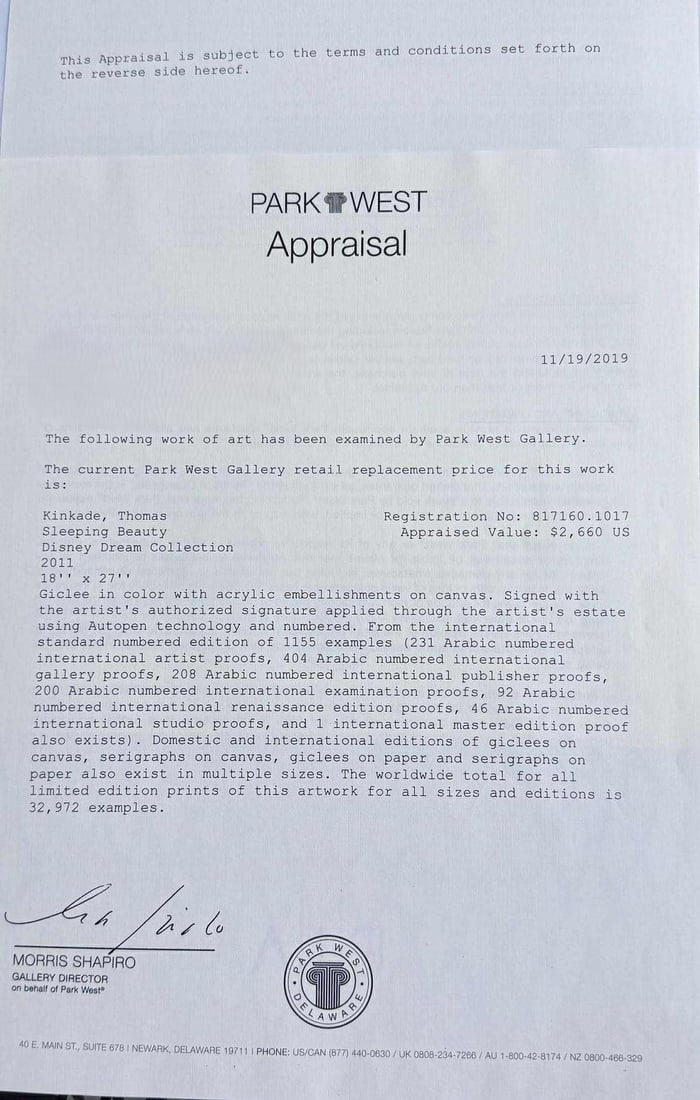 This Appraisal is subject to the terms and conditions set forth on
the reverse side hereof.
PARK WEST
Appraisal
11/19/2019
The following work of art has been examined by Park West Gallery.
The current Park West Gallery retail replacement price for this work
is:
Kinkade, Thomas Registration No: 817160.1017
Sleeping Beauty Appraised Value: $2,660 US
Disney Dream Collection
2011
18'' x 27''
Giclee in color with acrylic embellishments on canvas. Signed with
the artist's authorized signature applied through the artist's estate
using Autopen technology and numbered. From the international
standard numbered edition of 1155 examples (231 Arabic numbered
international artist proofs, 404 Arabic numbered international
gallery proofs, 208 Arabic numbered international publisher proofs,
200 Arabic numbered international examination proofs, 92 Arabic
numbered international renaissance edition proofs, 46 Arabic numbered
international studio proofs, and 1 international master edition proof
also exists). Domestic and international editions of giclees on
canvas, serigraphs on canvas, giclees on paper and serigraphs on
paper also exist in multiple sizes. The worldwide total for all
limited edition prints of this artwork for all sizes and editions is
32,972 examples.
MORRIS SHAPIRO
GALLERY DIRECTOR
on behalf of Park West®
PARK WEST
DELAWARE
40 E. MAIN ST., SUITE 678 | NEWARK, DELAWARE 19711 | PHONE: US/CAN (877) 440-0630 / UK 0808-234-7266 / AU 1-800-42-8174 / NZ 0800-468-329